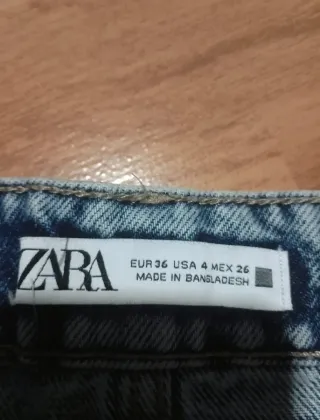 ZARA
EUR 36 USA 4 MEX 26
MADE IN BANGLADESH